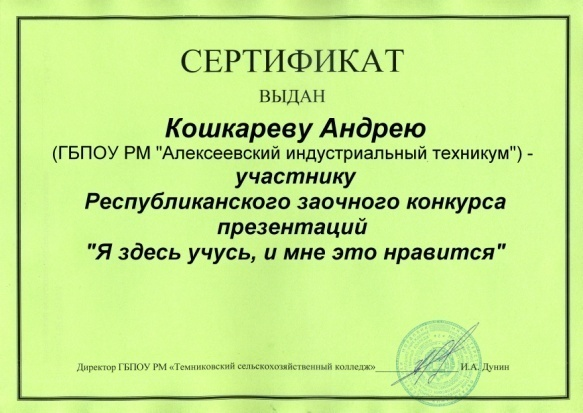 СЕРТИФИКАТ
ВЫДАН
Кошкареву Андрею
(ГБПОУ РМ "Алексеевский индустриальный техникум") -
участнику
Республиканского заочного конкурса
презентаций
"Я здесь учусь, и мне это нравится"
Директор ГБПОУ РМ «Темниковский сельскохозяйственный колледж» И.А. Дунин